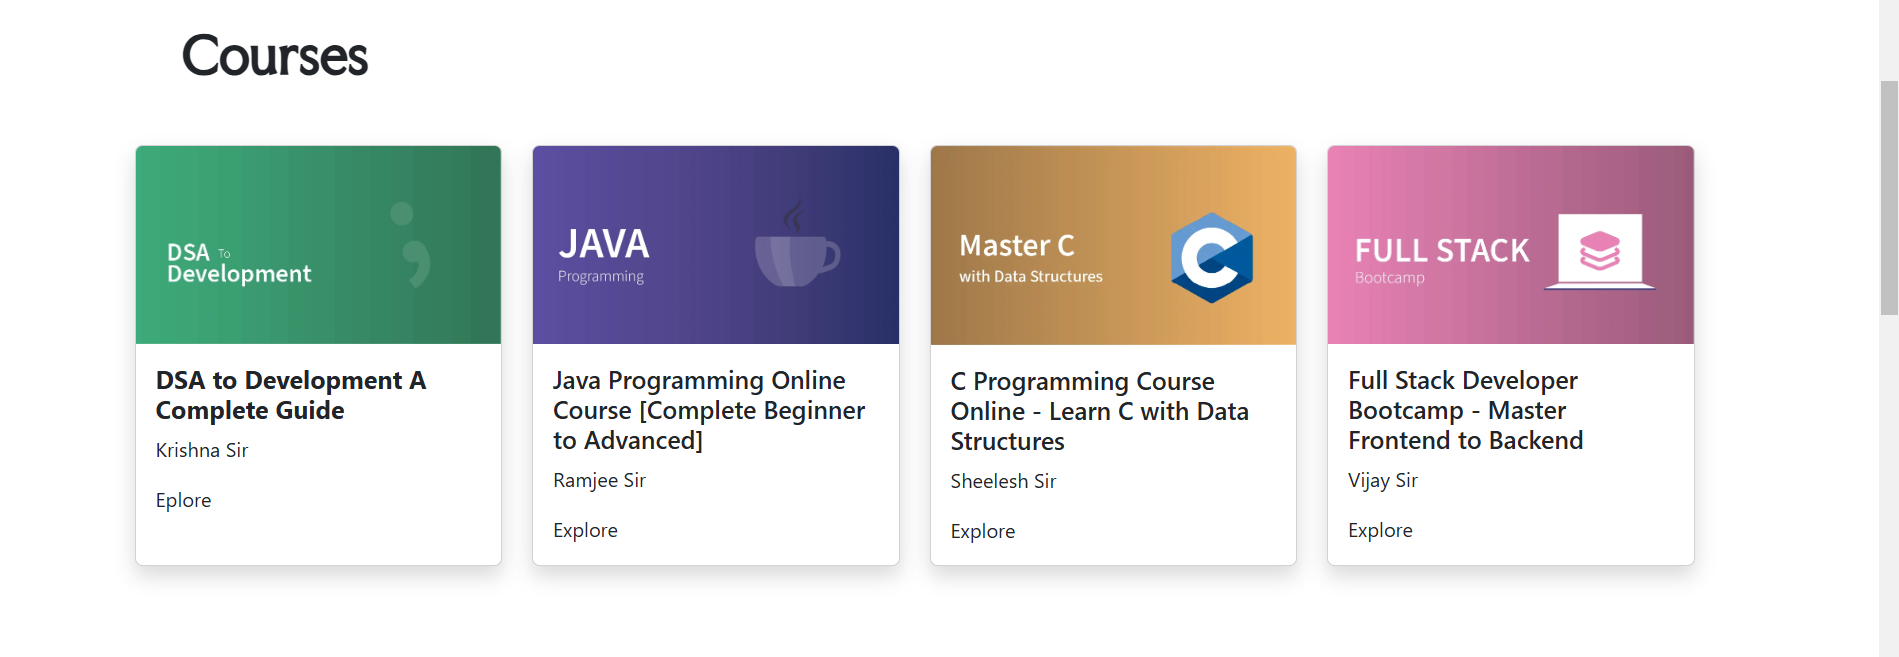 Courses
DSA To
Development
DSA to Development A
Complete Guide
Krishna Sir
Eplore
JAVA
Programming
Java Programming Online
Course [Complete Beginner
to Advanced]
Ramjee Sir
Explore
Master C
with Data Structures
C
C Programming Course
Online - Learn C with Data
Structures
Sheelesh Sir
Explore
FULL STACK
Bootcamp
Full Stack Developer
Bootcamp - Master
Frontend to Backend
Vijay Sir
Explore